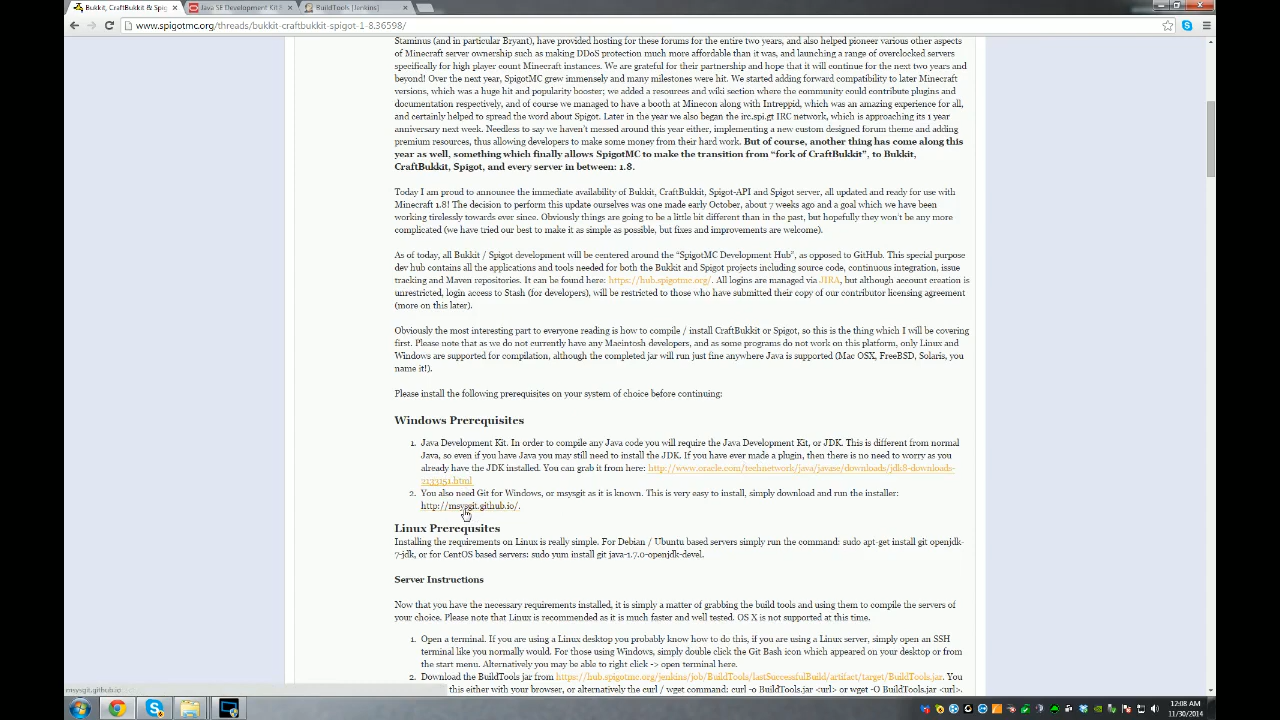 Bukkit, CraftBukkit & Spig
Java SE Development Kit 8
BuildTools [Jenkins]
www.spigotmc.org/threads/bukkit-craftbukkit-spigot-1-8.36598/
Staminus (and in particular Bryant), have provided hosting for these forums for the entire two years, and also helped pioneer various other aspects
of Minecraft server ownership such as making DDoS protection much more affordable than it was, and launching a range of overclocked servers
specifically for high player count Minecraft instances. We are grateful for their partnership and hope that it will continue for the next two years and
beyond! Over the next year, SpigotMC grew immensely and many milestones were hit. We started adding forward compatibility to later Minecraft
versions, which was a huge hit and popularity booster; we added a resources and wiki section where the community could contribute plugins and
documentation respectively, and of course we managed to have a booth at Minecon along with Intreppid, which was an amazing experience for all,
and certainly helped to spread the word about Spigot. Later in the year we also began the irc.spi.gt IRC network, which is approaching its 1 year
anniversary next week. Needless to say we haven't messed around this year either, implementing a new custom designed forum theme and adding
premium resources, thus allowing developers to make some money from their hard work. But of course, another thing has come along this
year as well, something which finally allows SpigotMC to make the transition from "fork of CraftBukkit", to Bukkit,
CraftBukkit, Spigot, and every server in between: 1.8.
Today I am proud to announce the immediate availability of Bukkit, CraftBukkit, Spigot-API and Spigot server, all updated and ready for use with
Minecraft 1.8! The decision to perform this update ourselves was one made early October, about 7 weeks ago and a goal which we have been
working tirelessly towards ever since. Obviously things are going to be a little bit different than in the past, but hopefully they won't be any more
complicated (we have tried our best to make it as simple as possible, but fixes and improvements are welcome).
As of today, all Bukkit / Spigot development will be centered around the "SpigotMC Development Hub", as opposed to GitHub. This special purpose
dev hub contains all the applications and tools needed for both the Bukkit and Spigot projects including source code, continuous integration, issue
tracking and Maven repositories. It can be found here: https://hub.spigotmc.org/. All logins are managed via JIRA, but although account creation is
unrestricted, login access to Stash (for developers), will be restricted to those who have submitted their copy of our contributor licensing agreement
(more on this later).
Obviously the most interesting part to everyone reading is how to compile / install CraftBukkit or Spigot, so this is the thing which I will be covering
first. Please note that as we do not currently have any Macintosh developers, and as some programs do not work on this platform, only Linux and
Windows are supported for compilation, although the completed jar will run just fine anywhere Java is supported (Mac OSX, FreeBSD, Solaris, you
name it!).
Please install the following prerequisites on your system of choice before continuing:
Windows Prerequisites
1. Java Development Kit. In order to compile any Java code you will require the Java Development Kit, or JDK. This is different from normal
Java, so even if you have Java you may still need to install the JDK. If you have ever made a plugin, then there is no need to worry as you
already have the JDK installed. You can grab it from here: http://www.oracle.com/technetwork/java/javase/downloads/jdk8-downloads-
2133151.html
2. You also need Git for Windows, or msysgit as it is known. This is very easy to install, simply download and run the installer:
http://msysgit.github.io/.
Linux Prerequsites
Installing the requirements on Linux is really simple. For Debian / Ubuntu based servers simply run the command: sudo apt-get install git openjdk-
7-jdk, or for CentOS based servers: sudo yum install git java-1.7.0-openjdk-devel.
Server Instructions
Now that you have the necessary requirements installed, it is simply a matter of grabbing the build tools and using them to compile the servers of
your choice. Please note that Linux is recommended as it is much faster and well tested. OS X is not supported at this time.
1. Open a terminal. If you are using a Linux desktop you probably know how to do this, if you are using a Linux server, simply open an SSH
terminal like you normally would. For those using Windows, simply double click the Git Bash icon which appeared on your desktop or from
the start menu. Alternatively you may be able to right click -> open terminal here.
2. Download the BuildTools jar from https://hub.spigotmc.org/jenkins/job/BuildTools/lastSuccessfulBuild/artifact/target/BuildTools.jar. You
this either with your browser, or alternatively the curl / wget command: curl -o BuildTools.jar <url> or wget -O BuildTools.jar <url>.
msysgit.github.io
12:08 AM
11/30/2014